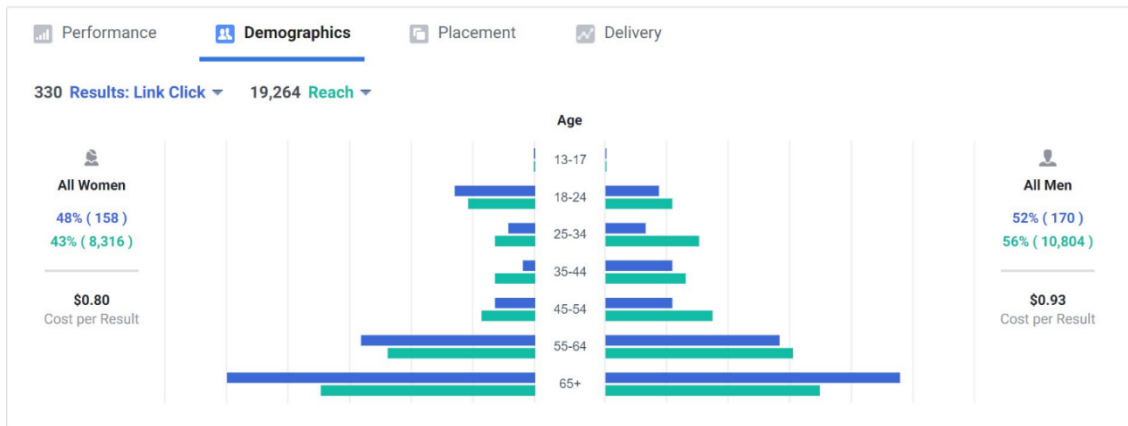 Performance Demographics Placement Delivery
330 Results: Link Click 19,264 Reach
Age
13-17
18-24
25-34
35-44
45-54
55-64
65+
All Women
48% ( 158 )
43% ( 8,316 )
$0.80
Cost per Result
All Men
52% ( 170 )
56% ( 10,804 )
$0.93
Cost per Result